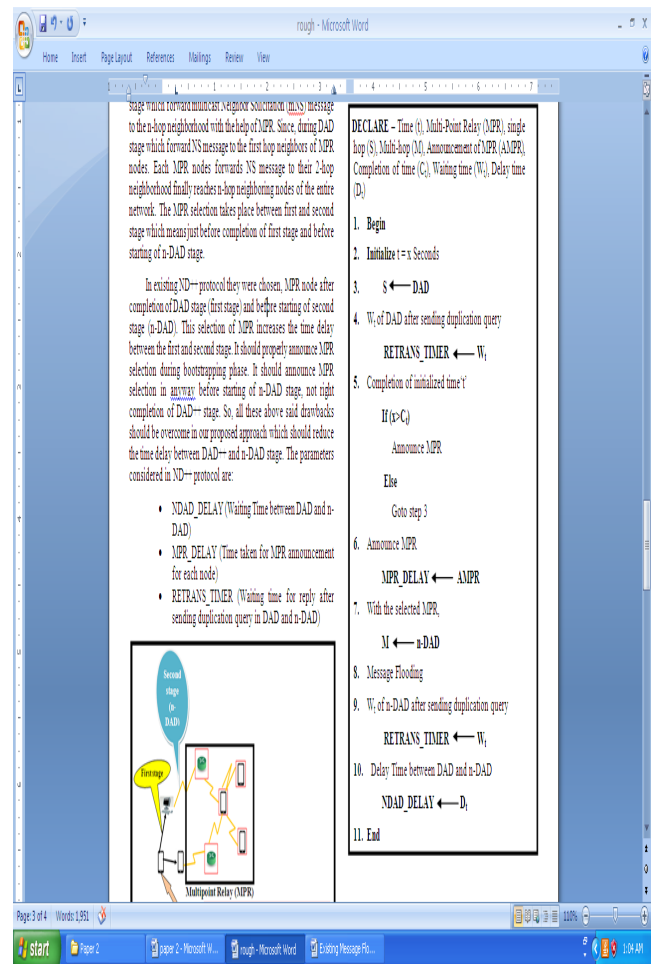 rough - Microsoft Word
Home Insert Page Layout References Mailings Review View
stage which forward multicast Neighbor Solicitation (mNS) message
to the n-hop neighborhood with the help of MPR. Since, during DAD
stage which forward NS message to the first hop neighbors of MPR
nodes. Each MPR nodes forwards NS message to their 2-hop
neighborhood finally reaches n-hop neighboring nodes of the entire
network. The MPR selection takes place between first and second
stage which means just before completion of first stage and before
starting of n-DAD stage.
In existing ND++ protocol they were chosen, MPR node after
completion of DAD stage (first stage) and before starting of second
stage (n-DAD). This selection of MPR increases the time delay
between the first and second stage. It should properly announce MPR
selection during bootstrapping phase. It should announce MPR
selection in anyway before starting of n-DAD stage, not right
completion of DAD++ stage. So, all these above said drawbacks
should be overcome in our proposed approach which should reduce
the time delay between DAD++ and n-DAD stage. The parameters
considered in ND++ protocol are:
• NDAD_DELAY (Waiting Time between DAD and n-
DAD)
• MPR_DELAY (Time taken for MPR announcement
for each node)
• RETRANS_TIMER (Waiting time for reply after
sending duplication query in DAD and n-DAD)
Second
stage
(n-
DAD)
First stage
Multipoint Relay (MPR)
DECLARE – Time (t), Multi-Point Relay (MPR), single
hop (S), Multi-hop (M), Announcement of MPR (AMPR),
Completion of time (Ct), Waiting time (Wt), Delay time
(Dt)
1. Begin
2. Initialize t = x Seconds
3. S ← DAD
4. Wt of DAD after sending duplication query
RETRANS_TIMER ← Wt
5. Completion of initialized time 't'
If (x>Ct)
Announce MPR
Else
Goto step 3
6. Announce MPR
MPR_DELAY ← AMPR
7. With the selected MPR,
M ← n-DAD
8. Message Flooding
9. Wt of n-DAD after sending duplication query
RETRANS_TIMER ← Wt
10. Delay Time between DAD and n-DAD
NDAD_DELAY ← Dt
11. End
Page: 3 of 4 Words: 1,951 110%
start Paper 2 paper 2 - Microsoft W... rough - Microsoft Word Existing Message Flo... 1:04 AM